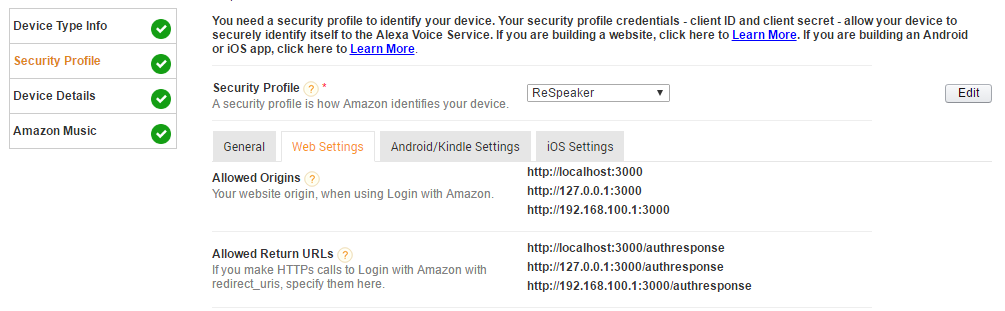 Device Type Info
Security Profile
Device Details
Amazon Music
You need a security profile to identify your device. Your security profile credentials - client ID and client secret - allow your device to
securely identify itself to the Alexa Voice Service. If you are building a website, click here to Learn More. If you are building an Android
or iOS app, click here to Learn More.
Security Profile ? *
A security profile is how Amazon identifies your device.
ReSpeaker
Edit
General
Web Settings
Android/Kindle Settings
iOS Settings
Allowed Origins ?
Your website origin, when using Login with Amazon.
http://localhost:3000
http://127.0.0.1:3000
http://192.168.100.1:3000
Allowed Return URLs ?
If you make HTTPs calls to Login with Amazon with
redirect_uris, specify them here.
http://localhost:3000/authresponse
http://127.0.0.1:3000/authresponse
http://192.168.100.1:3000/authresponse